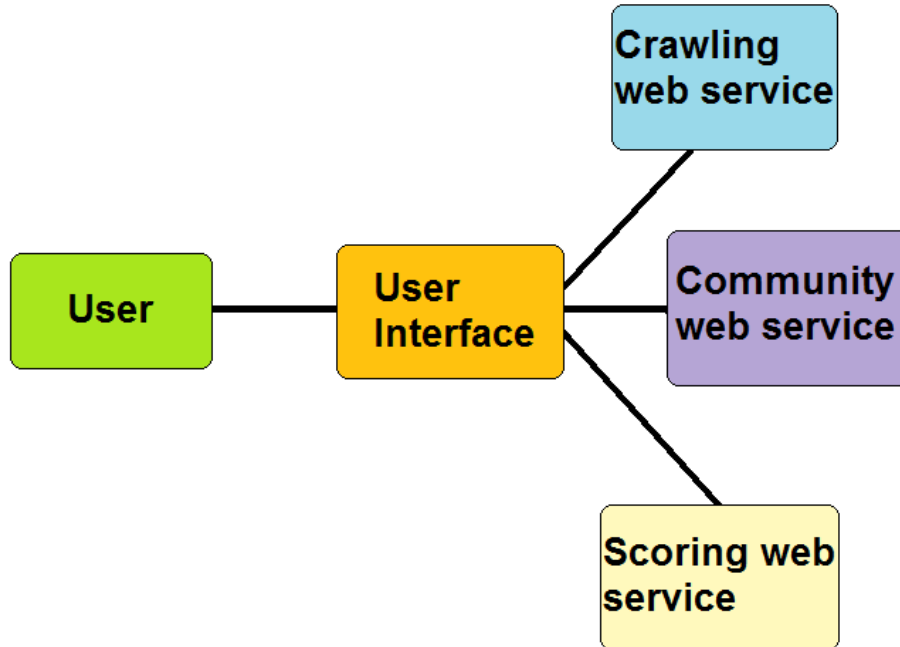 Crawling
web service
User
User
Interface
Community
web service
Scoring web
service